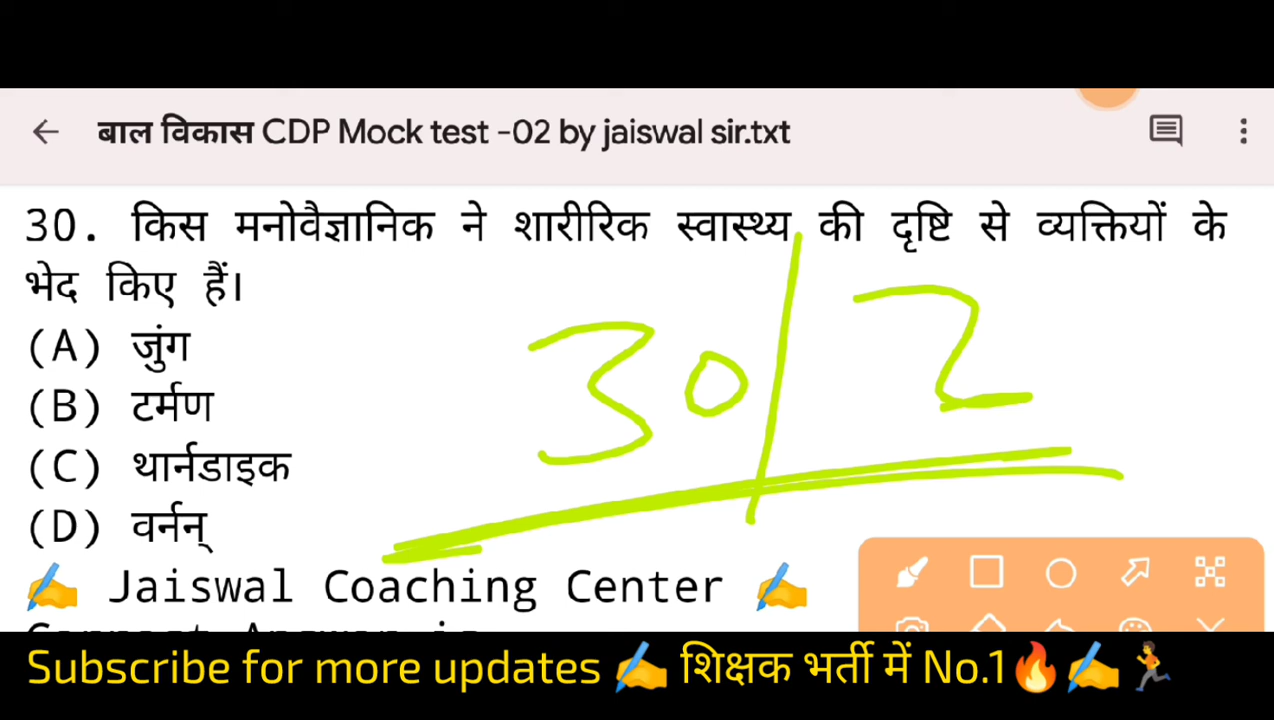 बाल विकास CDP Mock test -02 by jaiswal sir.txt
30. किस मनोवैज्ञानिक ने शारीरिक स्वास्थ्य की दृष्टि से व्यक्तियों के
भेद किए हैं।
(A) जुंग
30 2
(B) टर्मण
(C) थार्नडाइक
(D) वर्नन्
✍️ Jaiswal Coaching Center ✍️
Subscribe for more updates ✍️ शिक्षक भर्ती में No.1🔥✍️🏃